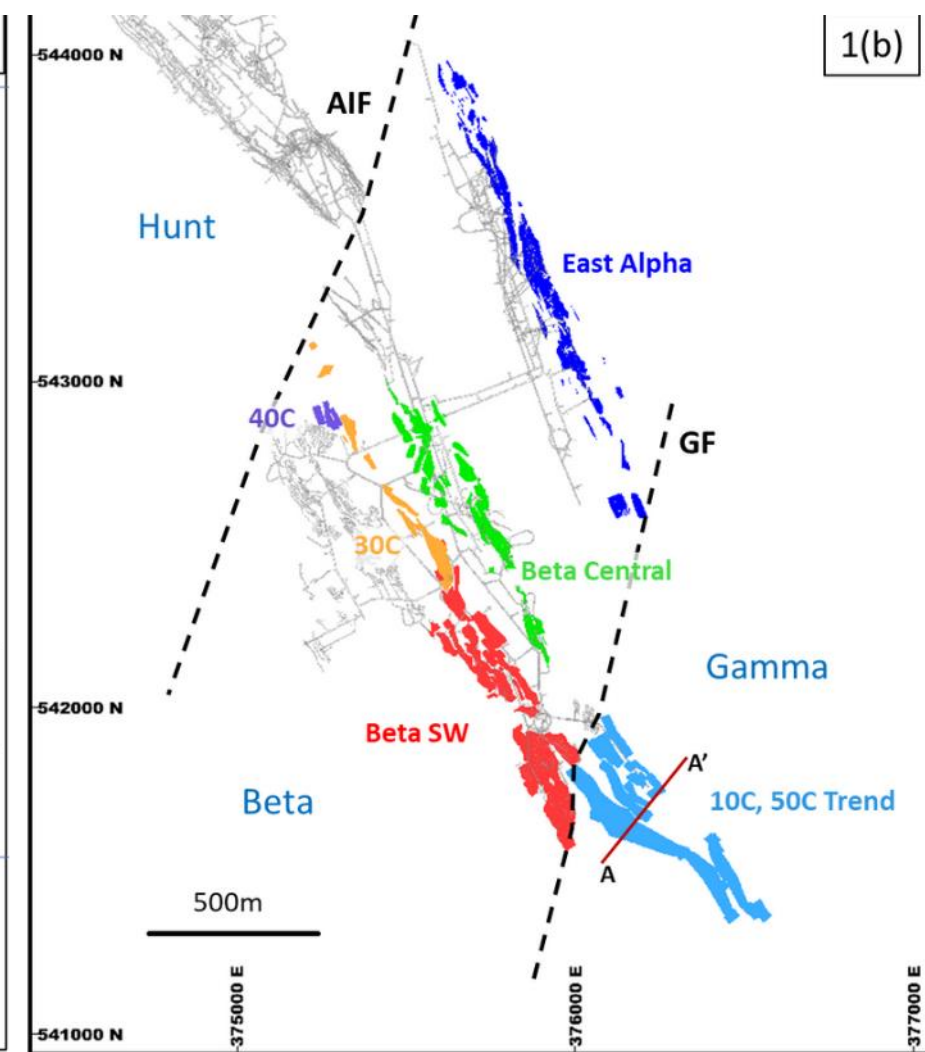 1(b)
544000 N
AIF
Hunt
East Alpha
543000 N
40C
GF
30C
Beta Central
Gamma
542000 N
Beta SW
A’
Beta
10C, 50C Trend
A
500m
375000 E
376000 E
377000 E
541000 N